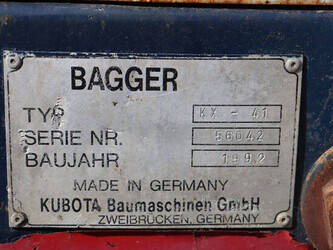 BAGGER
TYP KX - 41
SERIE NR. 56042
BAUJAHR 1992
MADE IN GERMANY
KUBOTA Baumaschinen GmbH
ZWEIBRÜCKEN, GERMANY